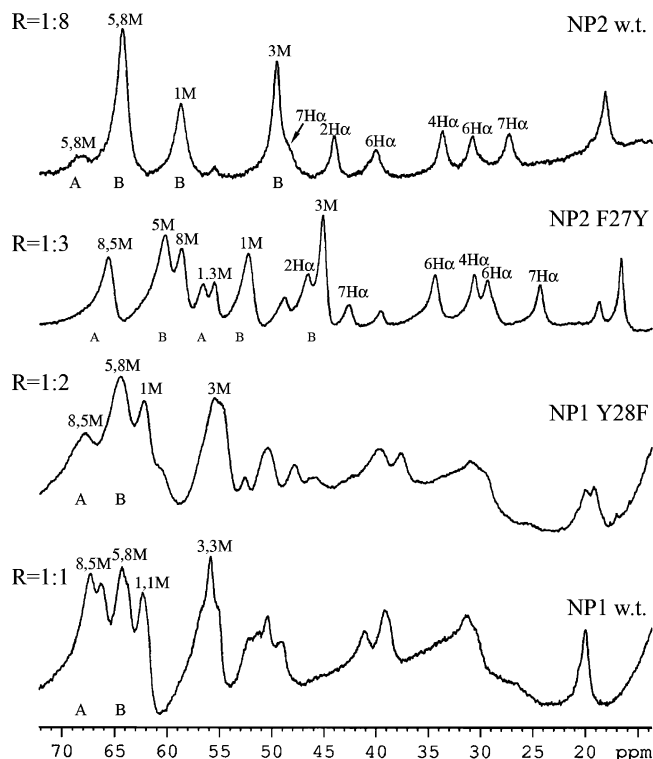 R=1:8
NP2 w.t.
5,8M
5,8M
1M
3M
7Hα
2Hα
6Hα
4Hα
6Hα
7Hα
A B B B
R=1:3
NP2 F27Y
8,5M
5M
8M
1.3M
1M
2Hα
3M
7Hα
6Hα
4Hα
6Hα
7Hα
A B A B B
R=1:2
NP1 Y28F
8,5M
5,8M
1M
3M
A B
R=1:1
NP1 w.t.
8,5M
5,8M
1,1M
3,3M
A B
70 65 60 55 50 45 40 35 30 25 20 ppm